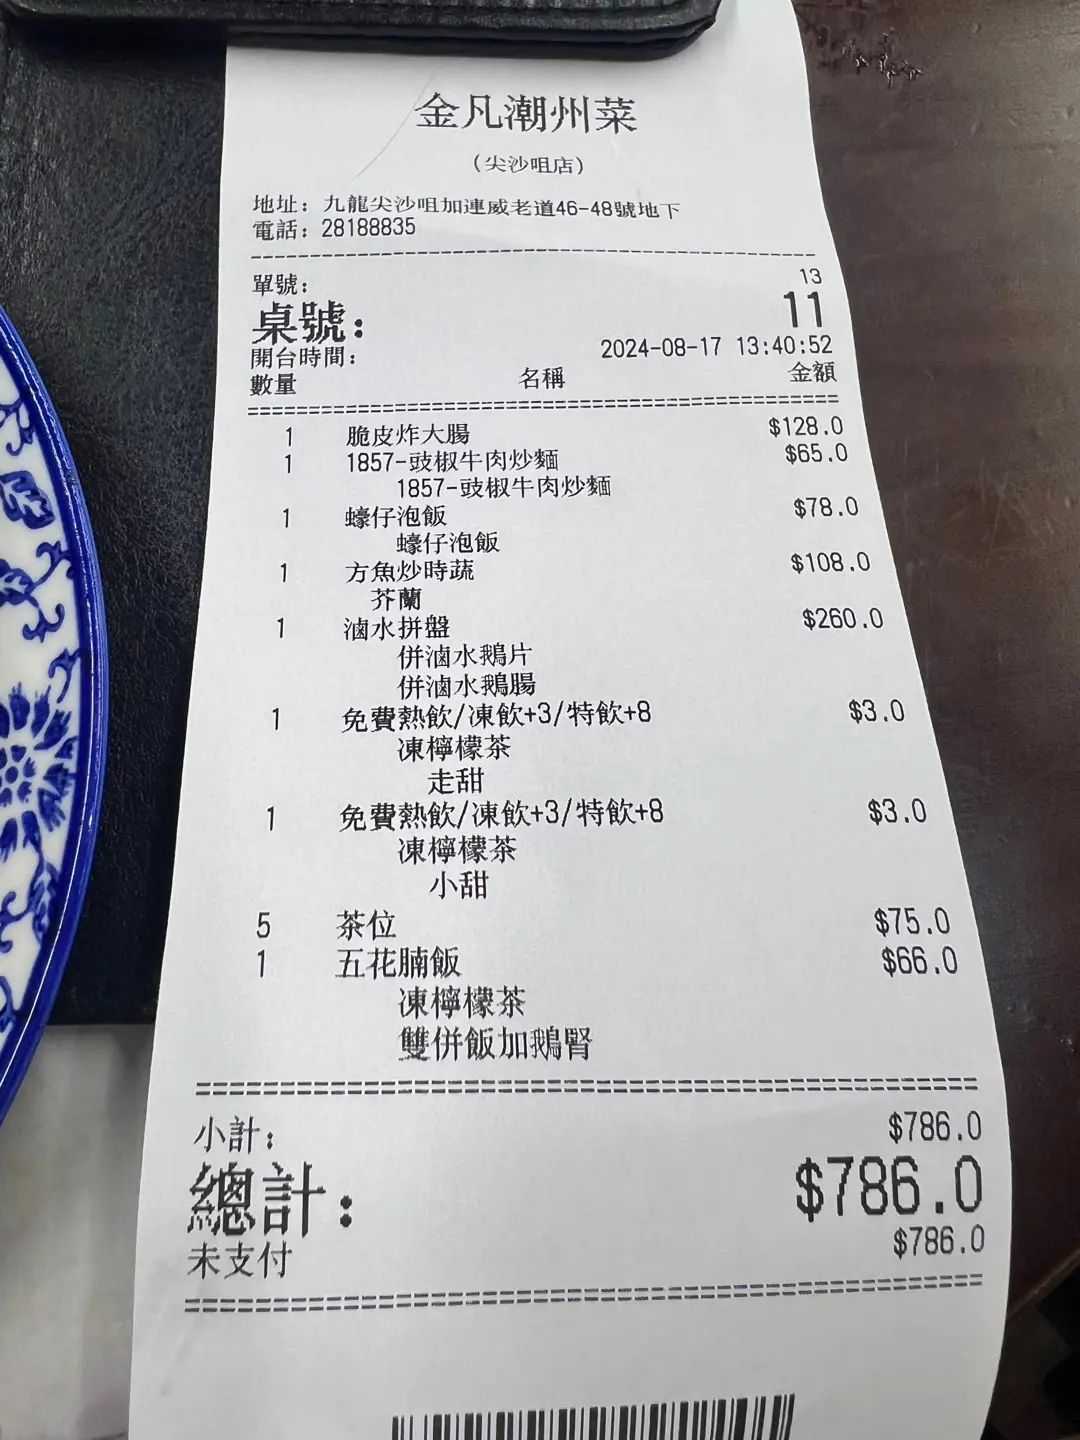 金凡潮州菜
(尖沙咀店)
地址: 九龍尖沙咀加連威老道46-48號地下
電話: 28188835
單號: 13
桌號: 11
開台時間: 2024-08-17 13:40:52
數量 名稱 金額
1 脆皮炸大腸 $128.0
1 1857-豉椒牛肉炒麵 $65.0
1857-豉椒牛肉炒麵
1 蠔仔泡飯 $78.0
蠔仔泡飯
1 方魚炒時蔬 $108.0
芥蘭
1 滷水拼盤 $260.0
併滷水鵝片
併滷水鵝腸
1 免費熱飲/凍飲+3/特飲+8 $3.0
凍檸檬茶
走甜
1 免費熱飲/凍飲+3/特飲+8 $3.0
凍檸檬茶
小甜
5 茶位 $75.0
1 五花腩飯 $66.0
凍檸檬茶
雙併飯加鵝腎
小計: $786.0
總計: $786.0
未支付 $786.0